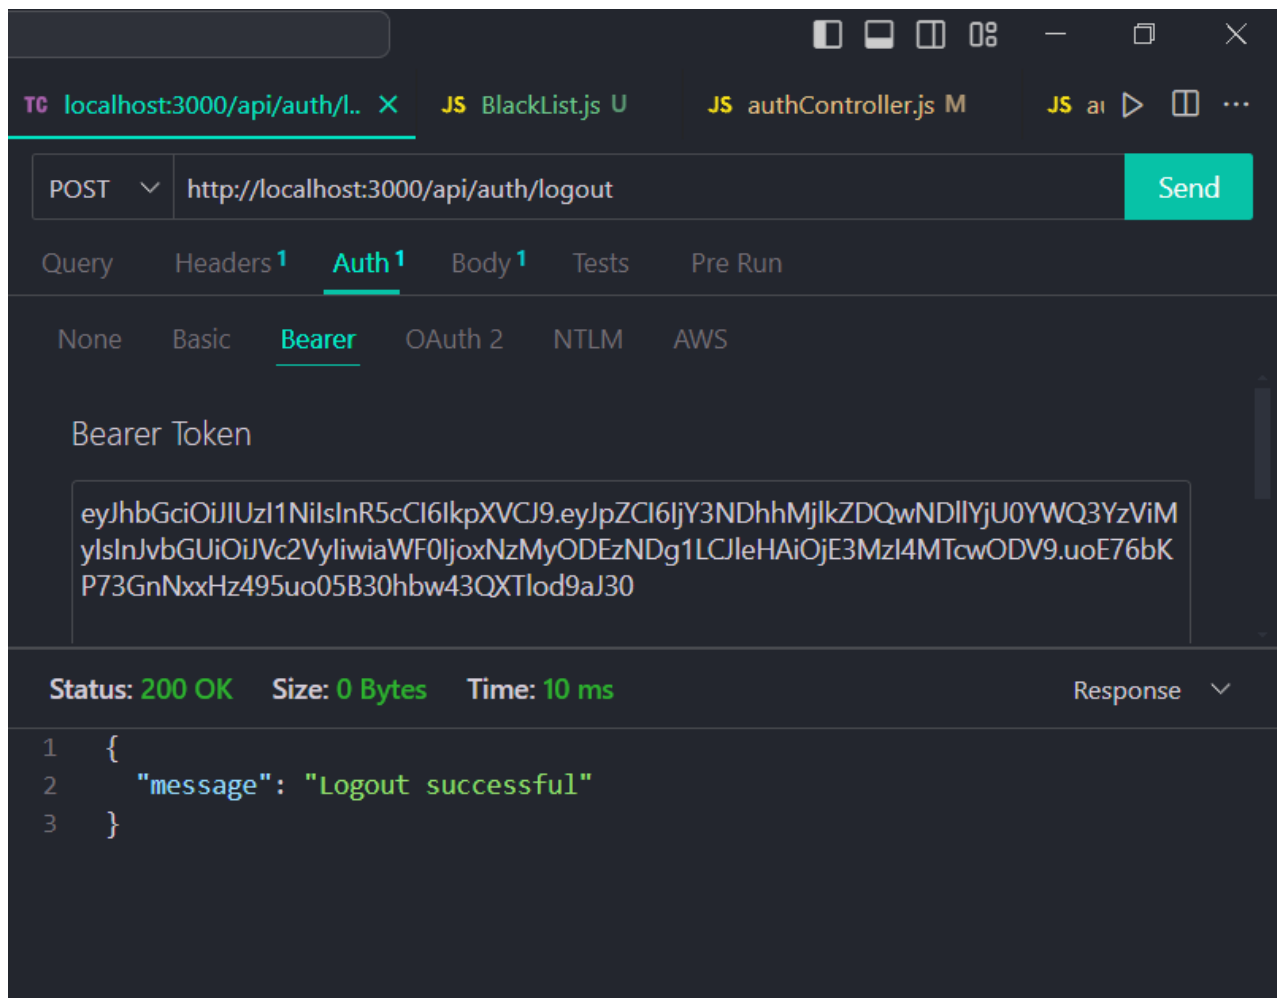 TC localhost:3000/api/auth/l.. JS BlackList.js U JS authController.js M JS au
POST http://localhost:3000/api/auth/logout Send
Query Headers 1 Auth 1 Body 1 Tests Pre Run
None Basic Bearer OAuth 2 NTLM AWS
Bearer Token
eyJhbGciOiJIUzI1NiIsInR5cCI6IkpXVCJ9.eyJpZCI6IjY3NDhhMjlkZDQwNDllYjU0YWQ3YzViM
yIsInJvbGUiOiJVc2VyIiwiaWF0IjoxNzMyODEzNDg1LCJleHAiOjE3MzI4MTcwODV9.uoE76bK
P73GnNxxHz495uo05B30hbw43QXTlod9aJ30
Status: 200 OK Size: 0 Bytes Time: 10 ms Response
1 {
2 "message": "Logout successful"
3 }